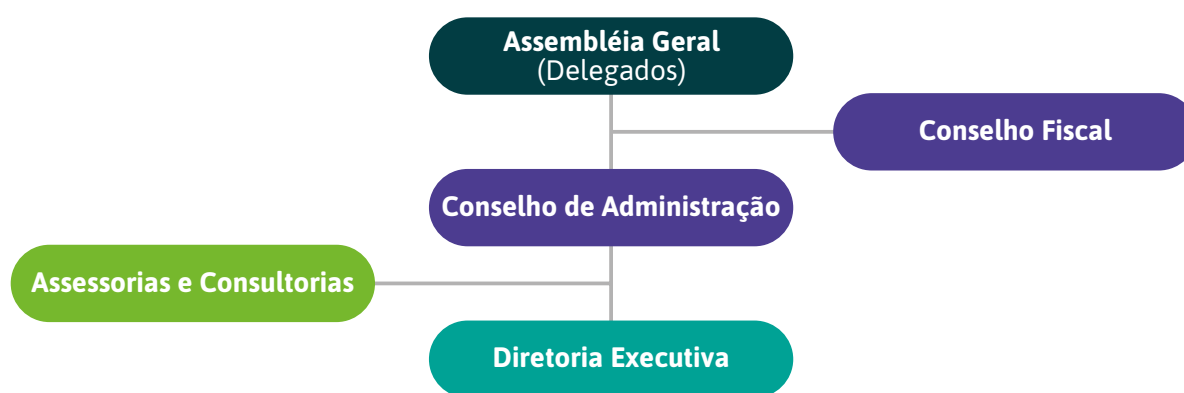 Assembléia Geral
(Delegados)
Conselho Fiscal
Conselho de Administração
Assessorias e Consultorias
Diretoria Executiva